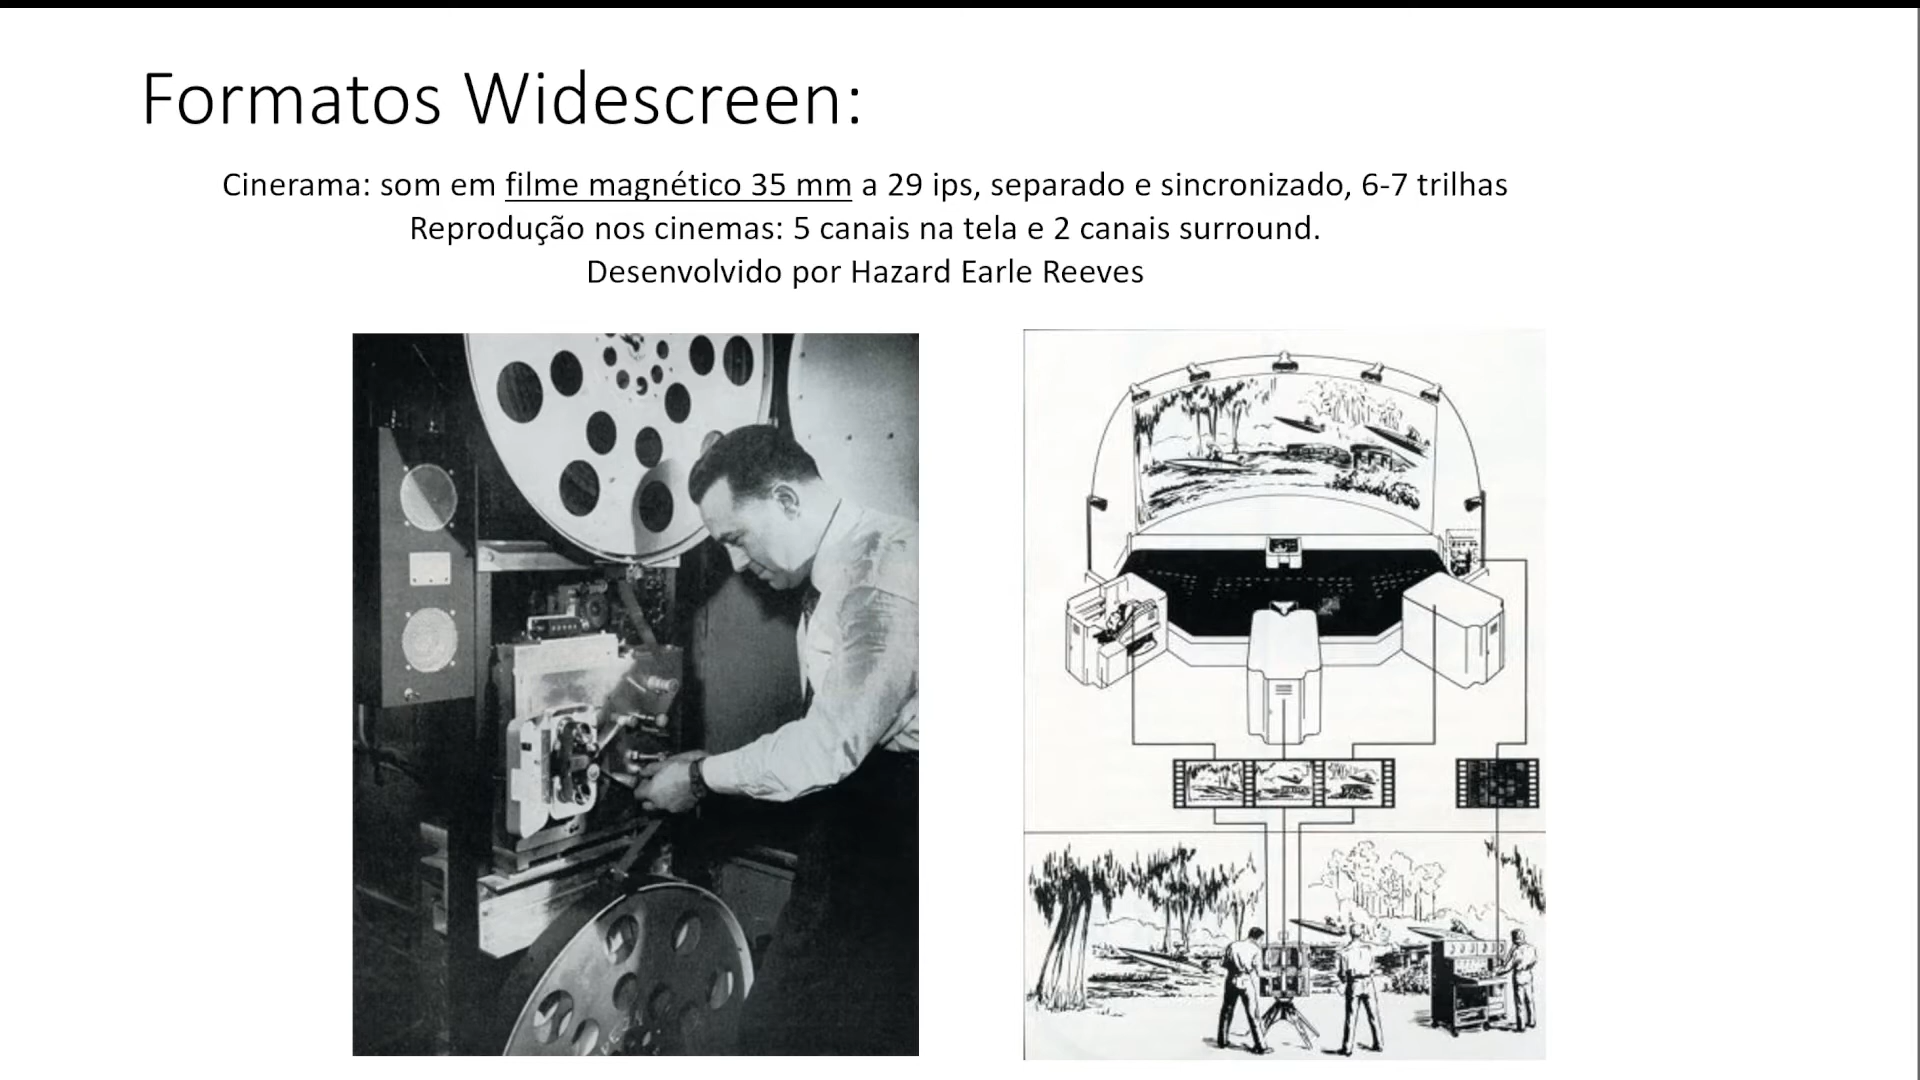 Formatos Widescreen:
Cinerama: som em filme magnético 35 mm a 29 ips, separado e sincronizado, 6-7 trilhas
Reprodução nos cinemas: 5 canais na tela e 2 canais surround.
Desenvolvido por Hazard Earle Reeves